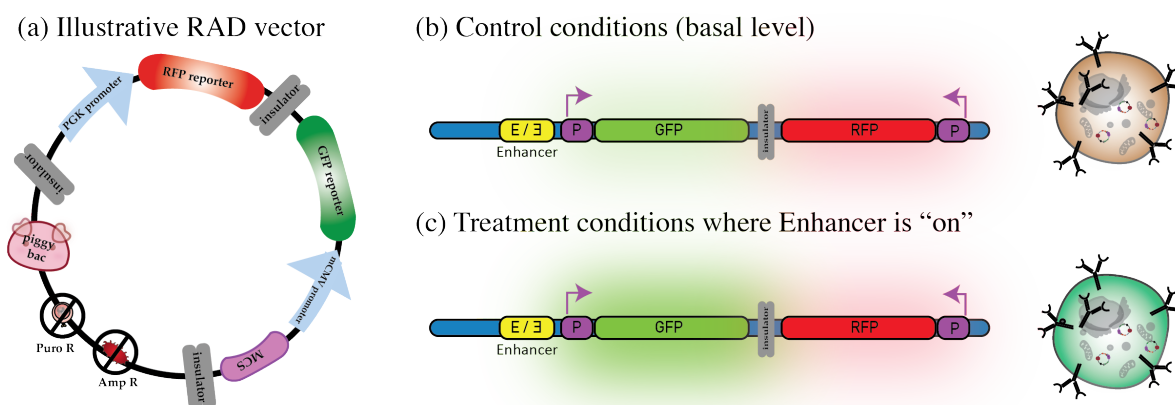 (a) Illustrative RAD vector
PGK promoter
RFP reporter
insulator
GFP reporter
mCMV promoter
MCS
insulator
Amp R
Puro R
piggy
bac
insulator
(b) Control conditions (basal level)
E / Ǝ
P
GFP
insulator
RFP
P
Enhancer
(c) Treatment conditions where Enhancer is “on”
E / Ǝ
P
GFP
insulator
RFP
P
Enhancer